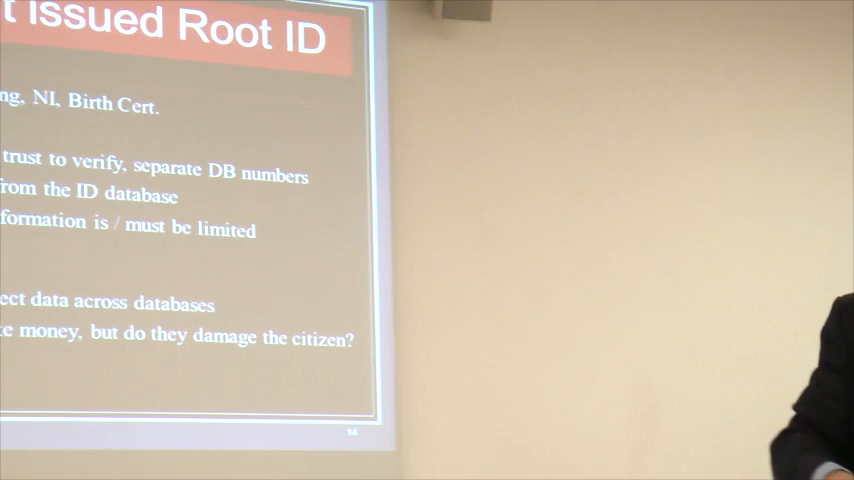 t issued Root ID
ng, NI, Birth Cert.
trust to verify, separate DB numbers
rom the ID database
formation is / must be limited
ect data across databases
te money, but do they damage the citizen?
14